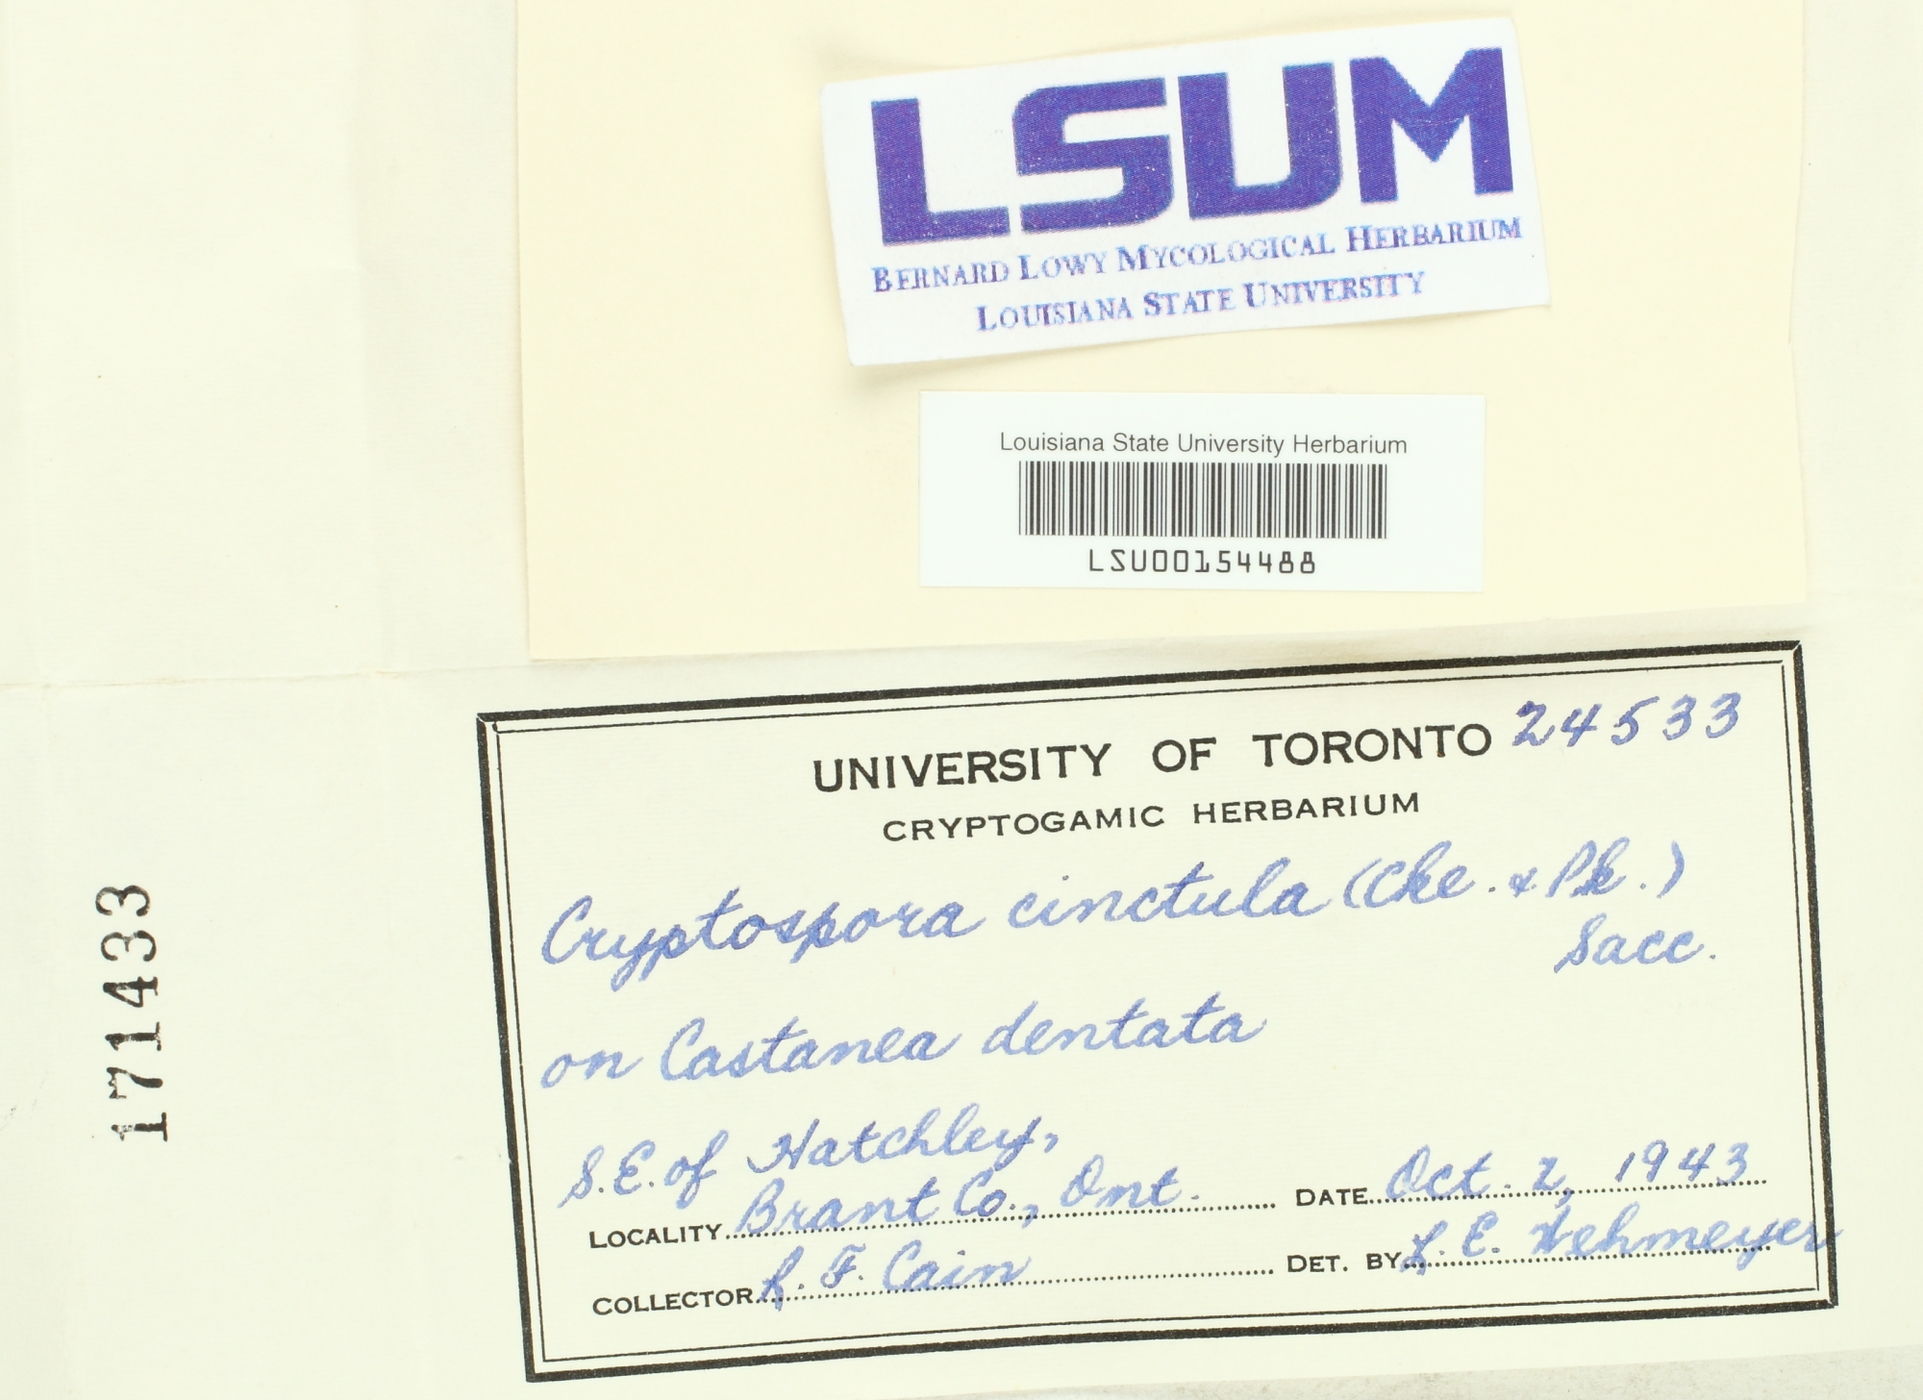 LSUM
BERNARD LOWY MYCOLOGICAL HERBARIUM
LOUISIANA STATE UNIVERSITY
Louisiana State University Herbarium
LSU00154488
UNIVERSITY OF TORONTO 24533
CRYPTOGAMIC HERBARIUM
Cryptospora cinctula (Cke. & Pk.)
Sacc.
on Castanea dentata
S.E. of Hatchley,
LOCALITY Brant Co., Ont. DATE Oct. 2, 1943
COLLECTOR R. F. Cain DET. BY L. E. Wehmeyer
171433